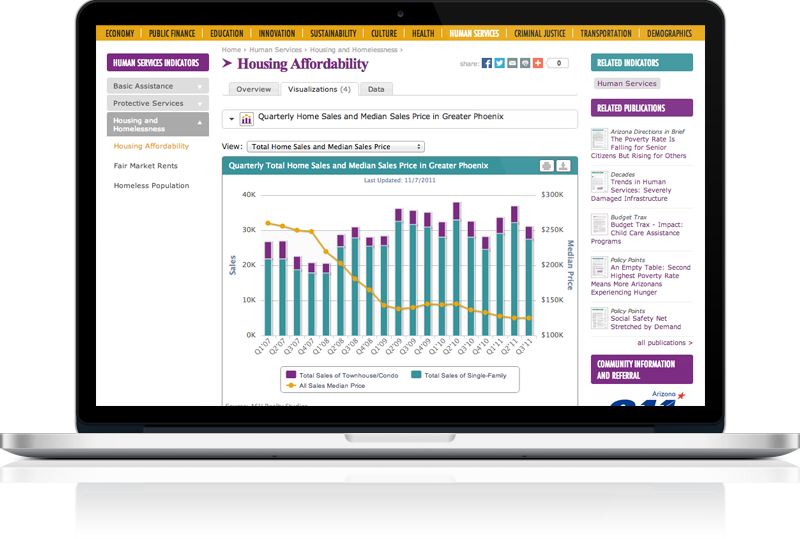 ECONOMY PUBLIC FINANCE EDUCATION INNOVATION SUSTAINABILITY CULTURE HEALTH HUMAN SERVICES CRIMINAL JUSTICE TRANSPORTATION DEMOGRAPHICS
HUMAN SERVICES INDICATORS
Basic Assistance
Protective Services
Housing and
Homelessness
Housing Affordability
Fair Market Rents
Homeless Population
Home › Human Services › Housing and Homelessness ›
Housing Affordability
share: 0
Overview Visualizations (4) Data
Quarterly Home Sales and Median Sales Price in Greater Phoenix
View: Total Home Sales and Median Sales Price
Quarterly Total Home Sales and Median Sales Price in Greater Phoenix
Last Updated: 11/7/2011
40K $300K
30K $250K
20K $200K
10K $150K
0K $100K
Sales
Median Price
Q1'07 Q2'07 Q3'07 Q4'07 Q1'08 Q2'08 Q3'08 Q4'08 Q1'09 Q2'09 Q3'09 Q4'09 Q1'10 Q2'10 Q3'10 Q4'10 Q1'11 Q2'11 Q3'11
Total Sales of Townhouse/Condo Total Sales of Single-Family
All Sales Median Price
RELATED INDICATORS
Human Services
RELATED PUBLICATIONS
Arizona Directions in Brief
The Poverty Rate Is
Falling for Senior
Citizens But Rising for Others
Decades
Trends in Human
Services: Severely
Damaged Infrastructure
Budget Trax
Budget Trax - Impact:
Child Care Assistance
Programs
Policy Points
An Empty Table: Second
Highest Poverty Rate
Means More Arizonans
Experiencing Hunger
Policy Points
Social Safety Net
Stretched by Demand
all publications >
COMMUNITY INFORMATION
AND REFERRAL
Arizona